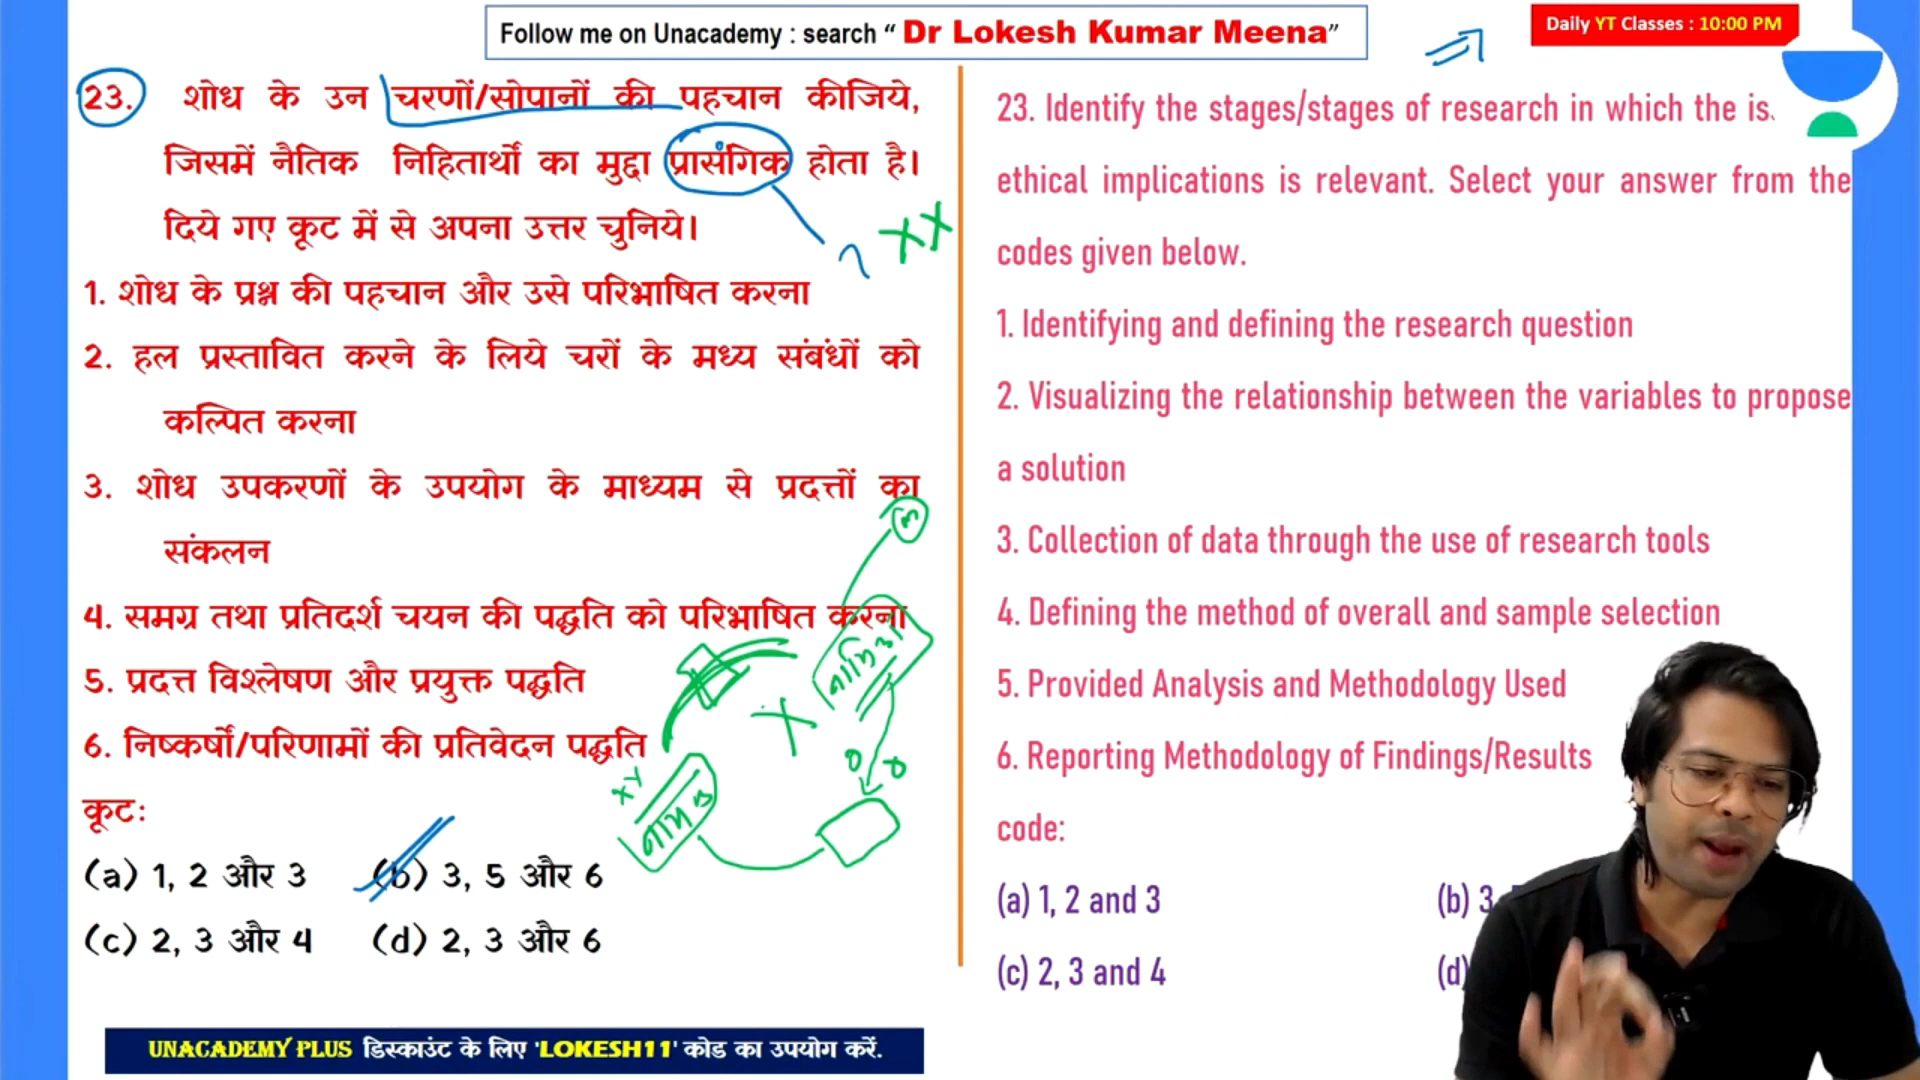 Follow me on Unacademy : search “ Dr Lokesh Kumar Meena”
Daily YT Classes : 10:00 PM
23. शोध के उन चरणों/सोपानों की पहचान कीजिये,
जिसमें नैतिक निहितार्थो का मुद्दा प्रासंगिक होता है।
दिये गए कूट में से अपना उत्तर चुनिये।
1. शोध के प्रश्न की पहचान और उसे परिभाषित करना
2. हल प्रस्तावित करने के लिये चरों के मध्य संबंधों को
कल्पित करना
3. शोध उपकरणों के उपयोग के माध्यम से प्रदत्तों का
संकलन
4. समग्र तथा प्रतिदर्श चयन की पद्धति को परिभाषित करना
5. प्रदत्त विश्लेषण और प्रयुक्त पद्धति
6. निष्कर्षो/परिणामों की प्रतिवेदन पद्धति
कूटः
(a) 1, 2 और 3 (b) 3, 5 और 6
(c) 2, 3 और 4 (d) 2, 3 और 6
23. Identify the stages/stages of research in which the
ethical implications is relevant. Select your answer from the
codes given below.
1. Identifying and defining the research question
2. Visualizing the relationship between the variables to propose
a solution
3. Collection of data through the use of research tools
4. Defining the method of overall and sample selection
5. Provided Analysis and Methodology Used
6. Reporting Methodology of Findings/Results
code:
(a) 1, 2 and 3 (b) 3
(c) 2, 3 and 4 (d)
UNACADEMY PLUS डिस्काउंट के लिए 'LOKESH11' कोड का उपयोग करें.